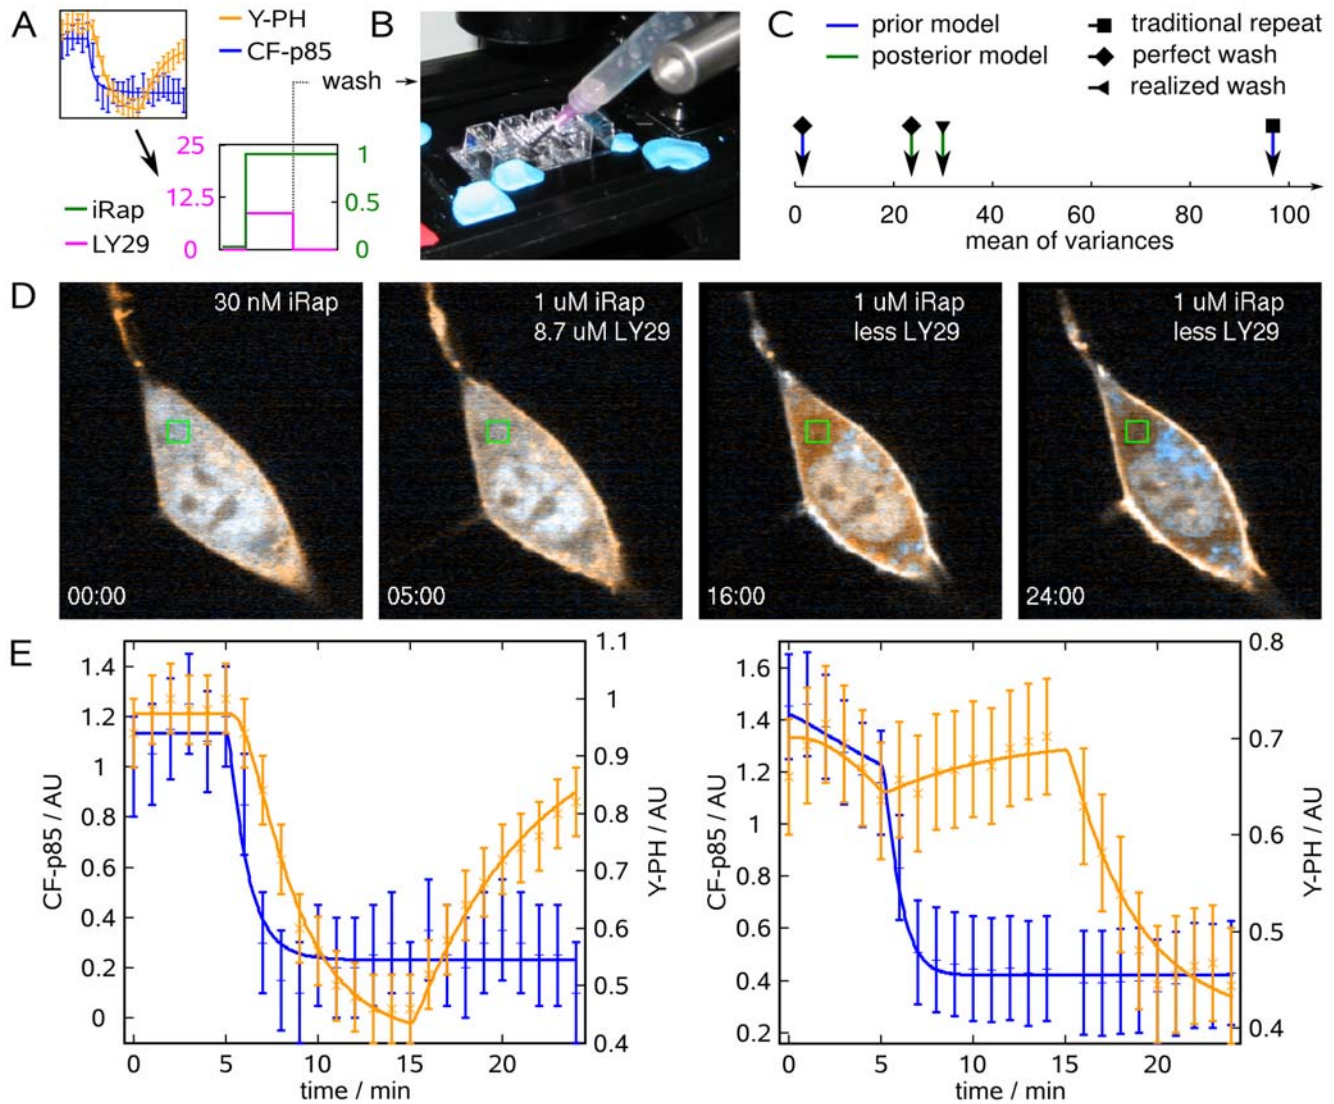 A
Y-PH
CF-p85
B
wash
25
12.5
0
1
0.5
0
iRap
LY29
C
prior model
posterior model
traditional repeat
perfect wash
realized wash
0 20 40 60 80 100
mean of variances
D
30 nM iRap
00:00
1 uM iRap
8.7 uM LY29
05:00
1 uM iRap
less LY29
16:00
1 uM iRap
less LY29
24:00
E
CF-p85 / AU
1.4
1.2
1
0.8
0.6
0.4
0.2
0
1.1
1
0.9
0.8
0.7
0.6
0.5
0.4
Y-PH / AU
0 5 10 15 20
time / min
CF-p85 / AU
1.6
1.4
1.2
1
0.8
0.6
0.4
0.2
0.8
0.7
0.6
0.5
0.4
Y-PH / AU
0 5 10 15 20
time / min